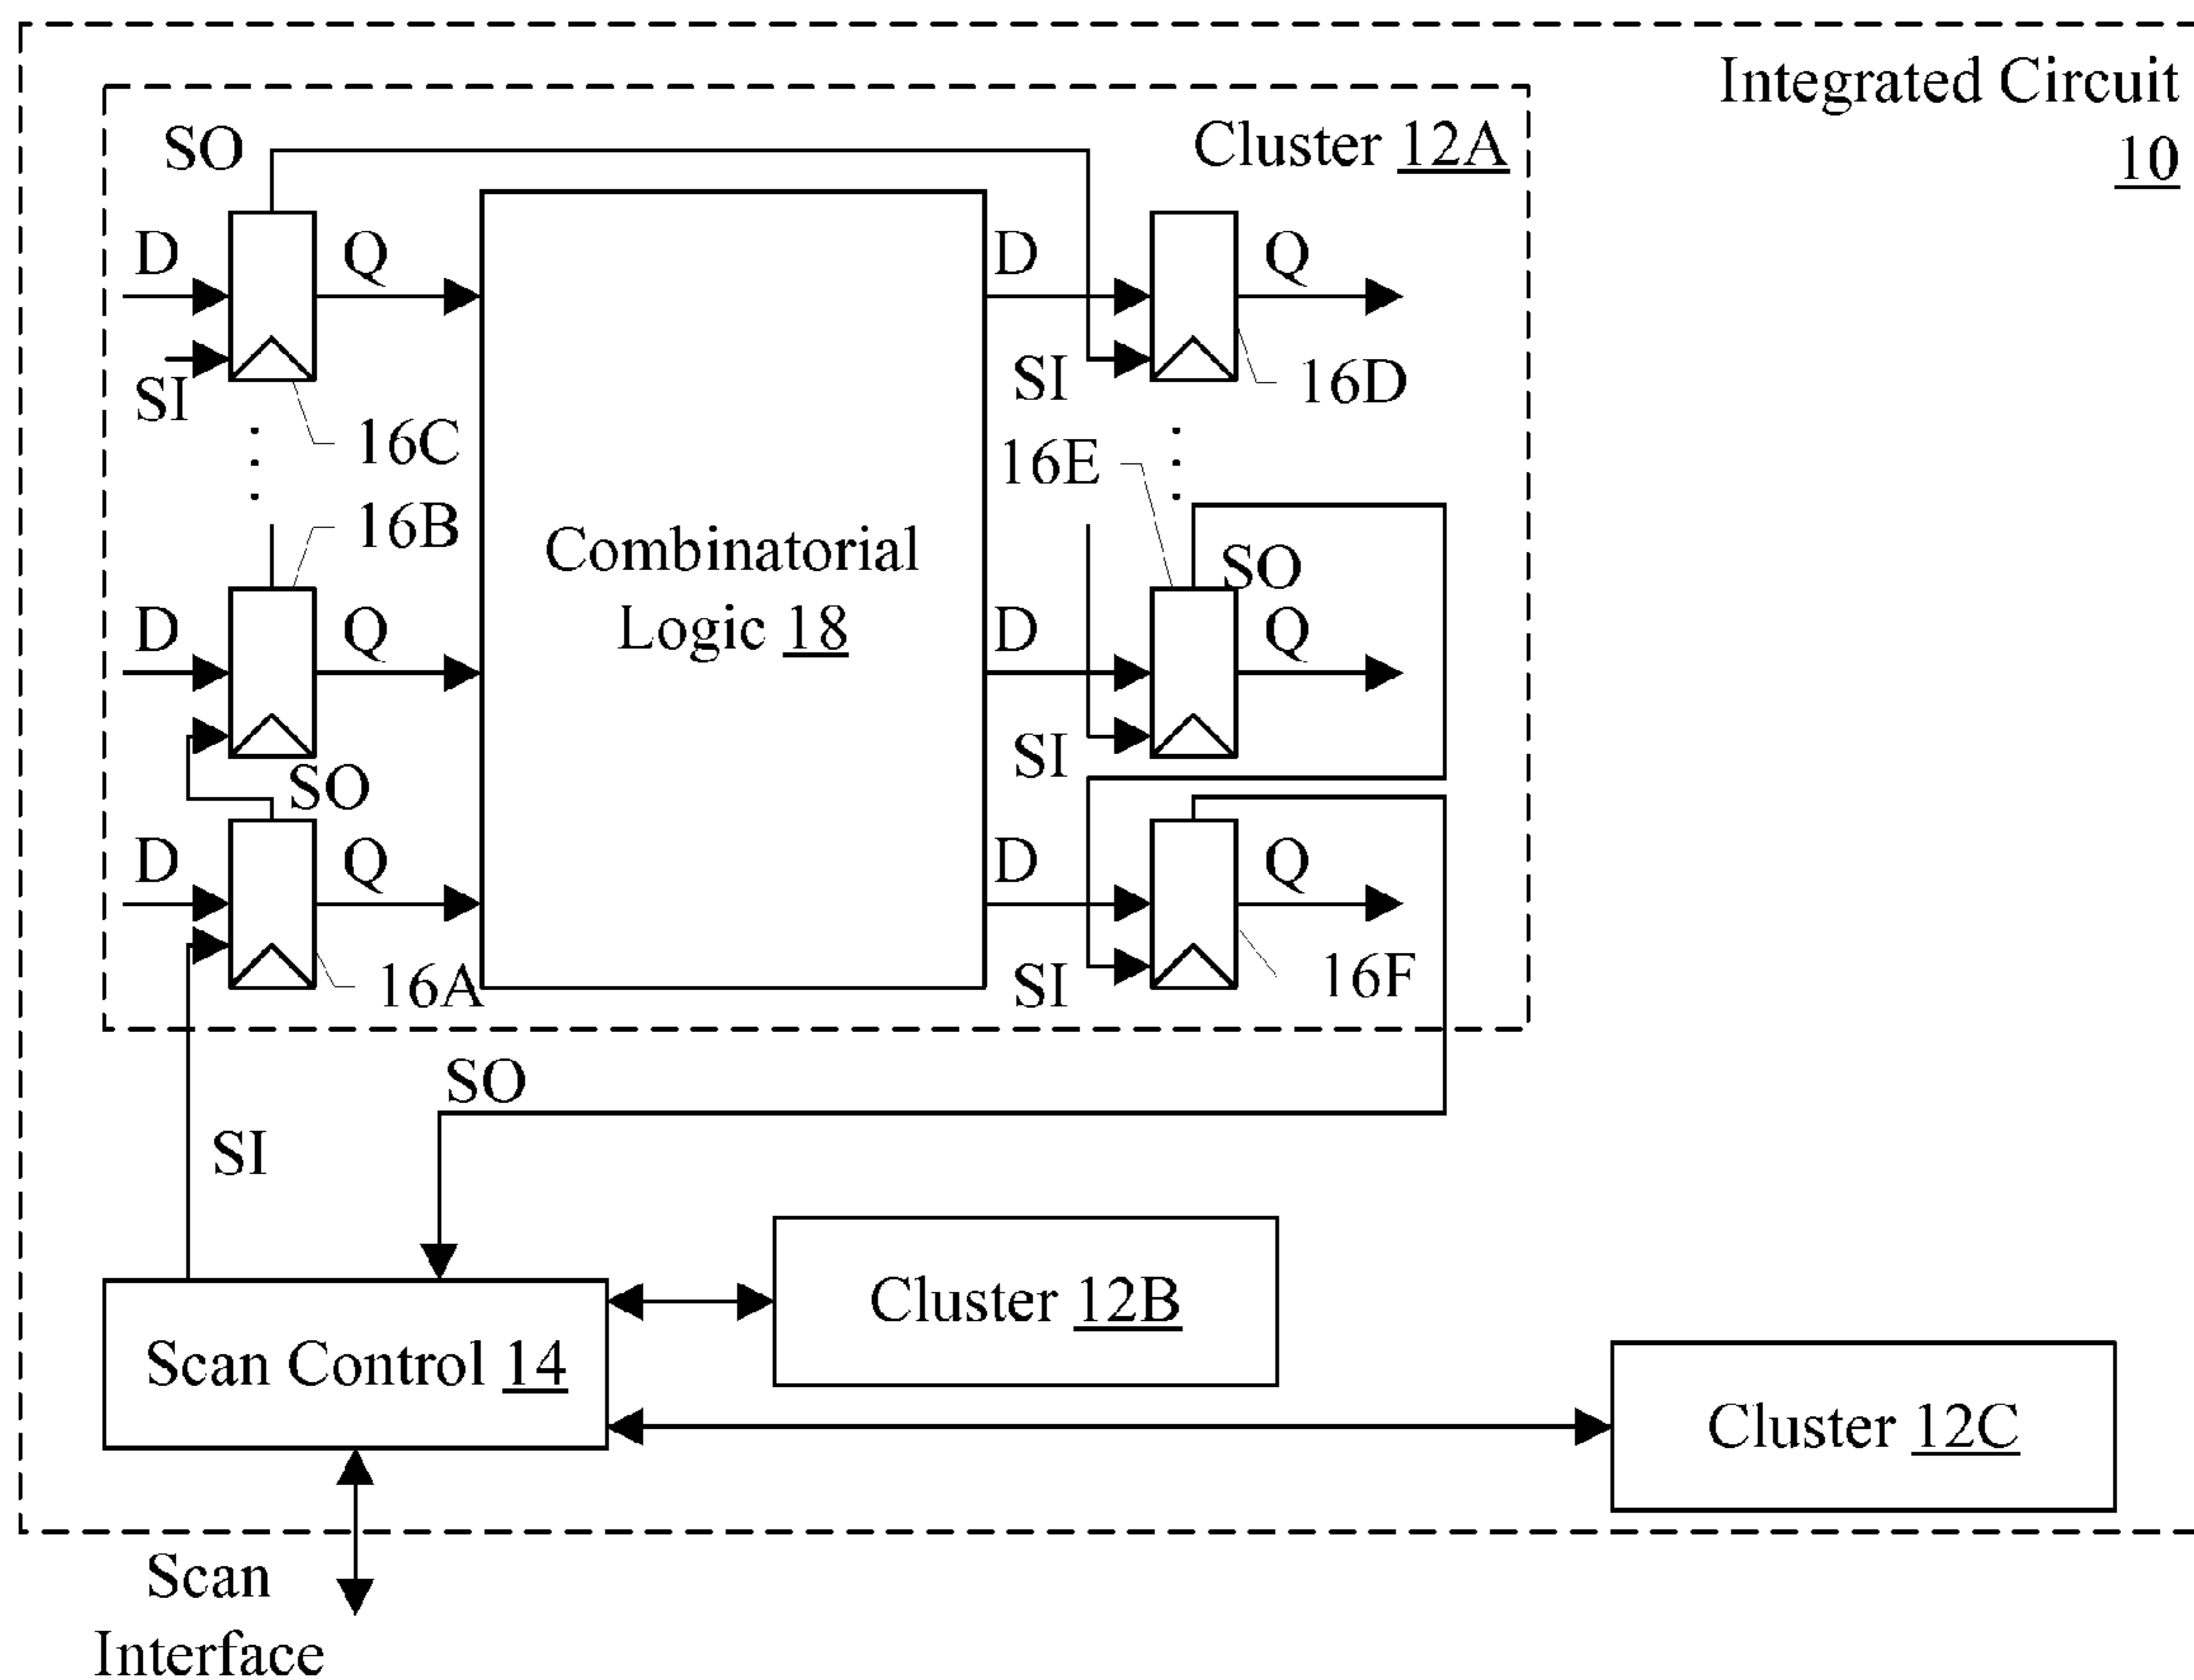 Integrated Circuit
10
Cluster 12A
SO
D
Q
D
Q
SI
SI
16C
16D
16E
16B
Combinatorial
Logic 18
SO
D
Q
D
Q
SI
SO
D
Q
D
Q
16A
SI
16F
SO
SI
Cluster 12B
Scan Control 14
Cluster 12C
Scan
Interface